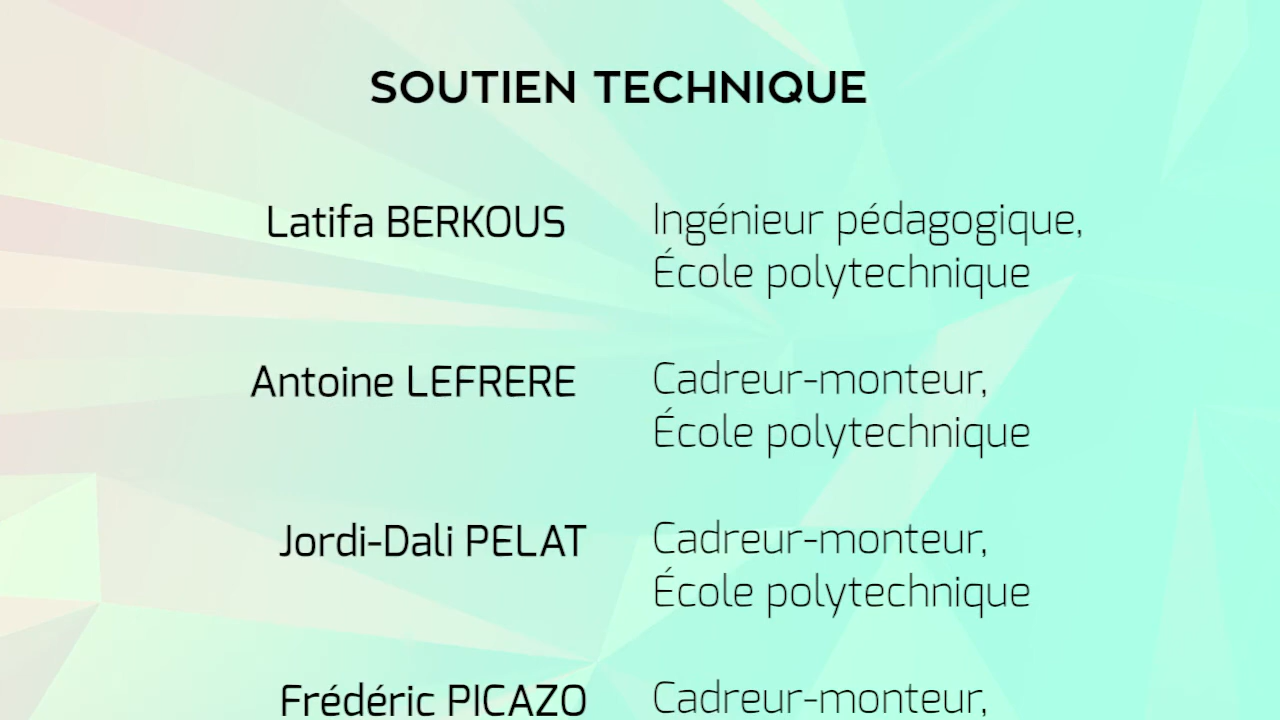 SOUTIEN TECHNIQUE
Latifa BERKOUS Ingénieur pédagogique,
École polytechnique
Antoine LEFRERE Cadreur-monteur,
École polytechnique
Jordi-Dali PELAT Cadreur-monteur,
École polytechnique
Frédéric PICAZO Cadreur-monteur,